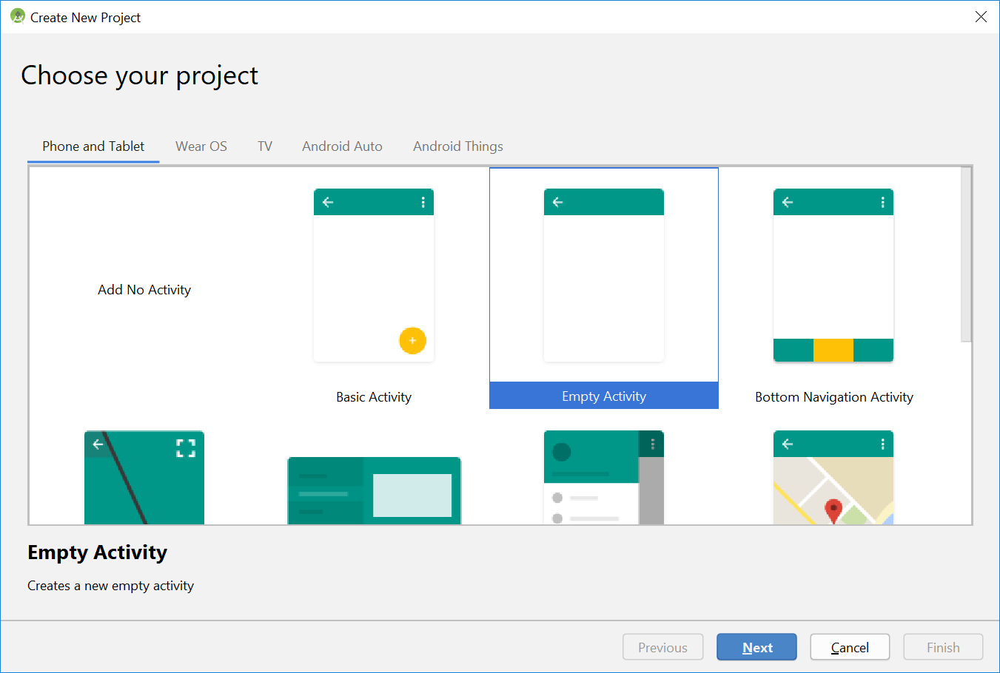 Create New Project
Choose your project
Phone and Tablet
Wear OS
TV
Android Auto
Android Things
Add No Activity
Basic Activity
Empty Activity
Bottom Navigation Activity
Empty Activity
Creates a new empty activity
Previous
Next
Cancel
Finish